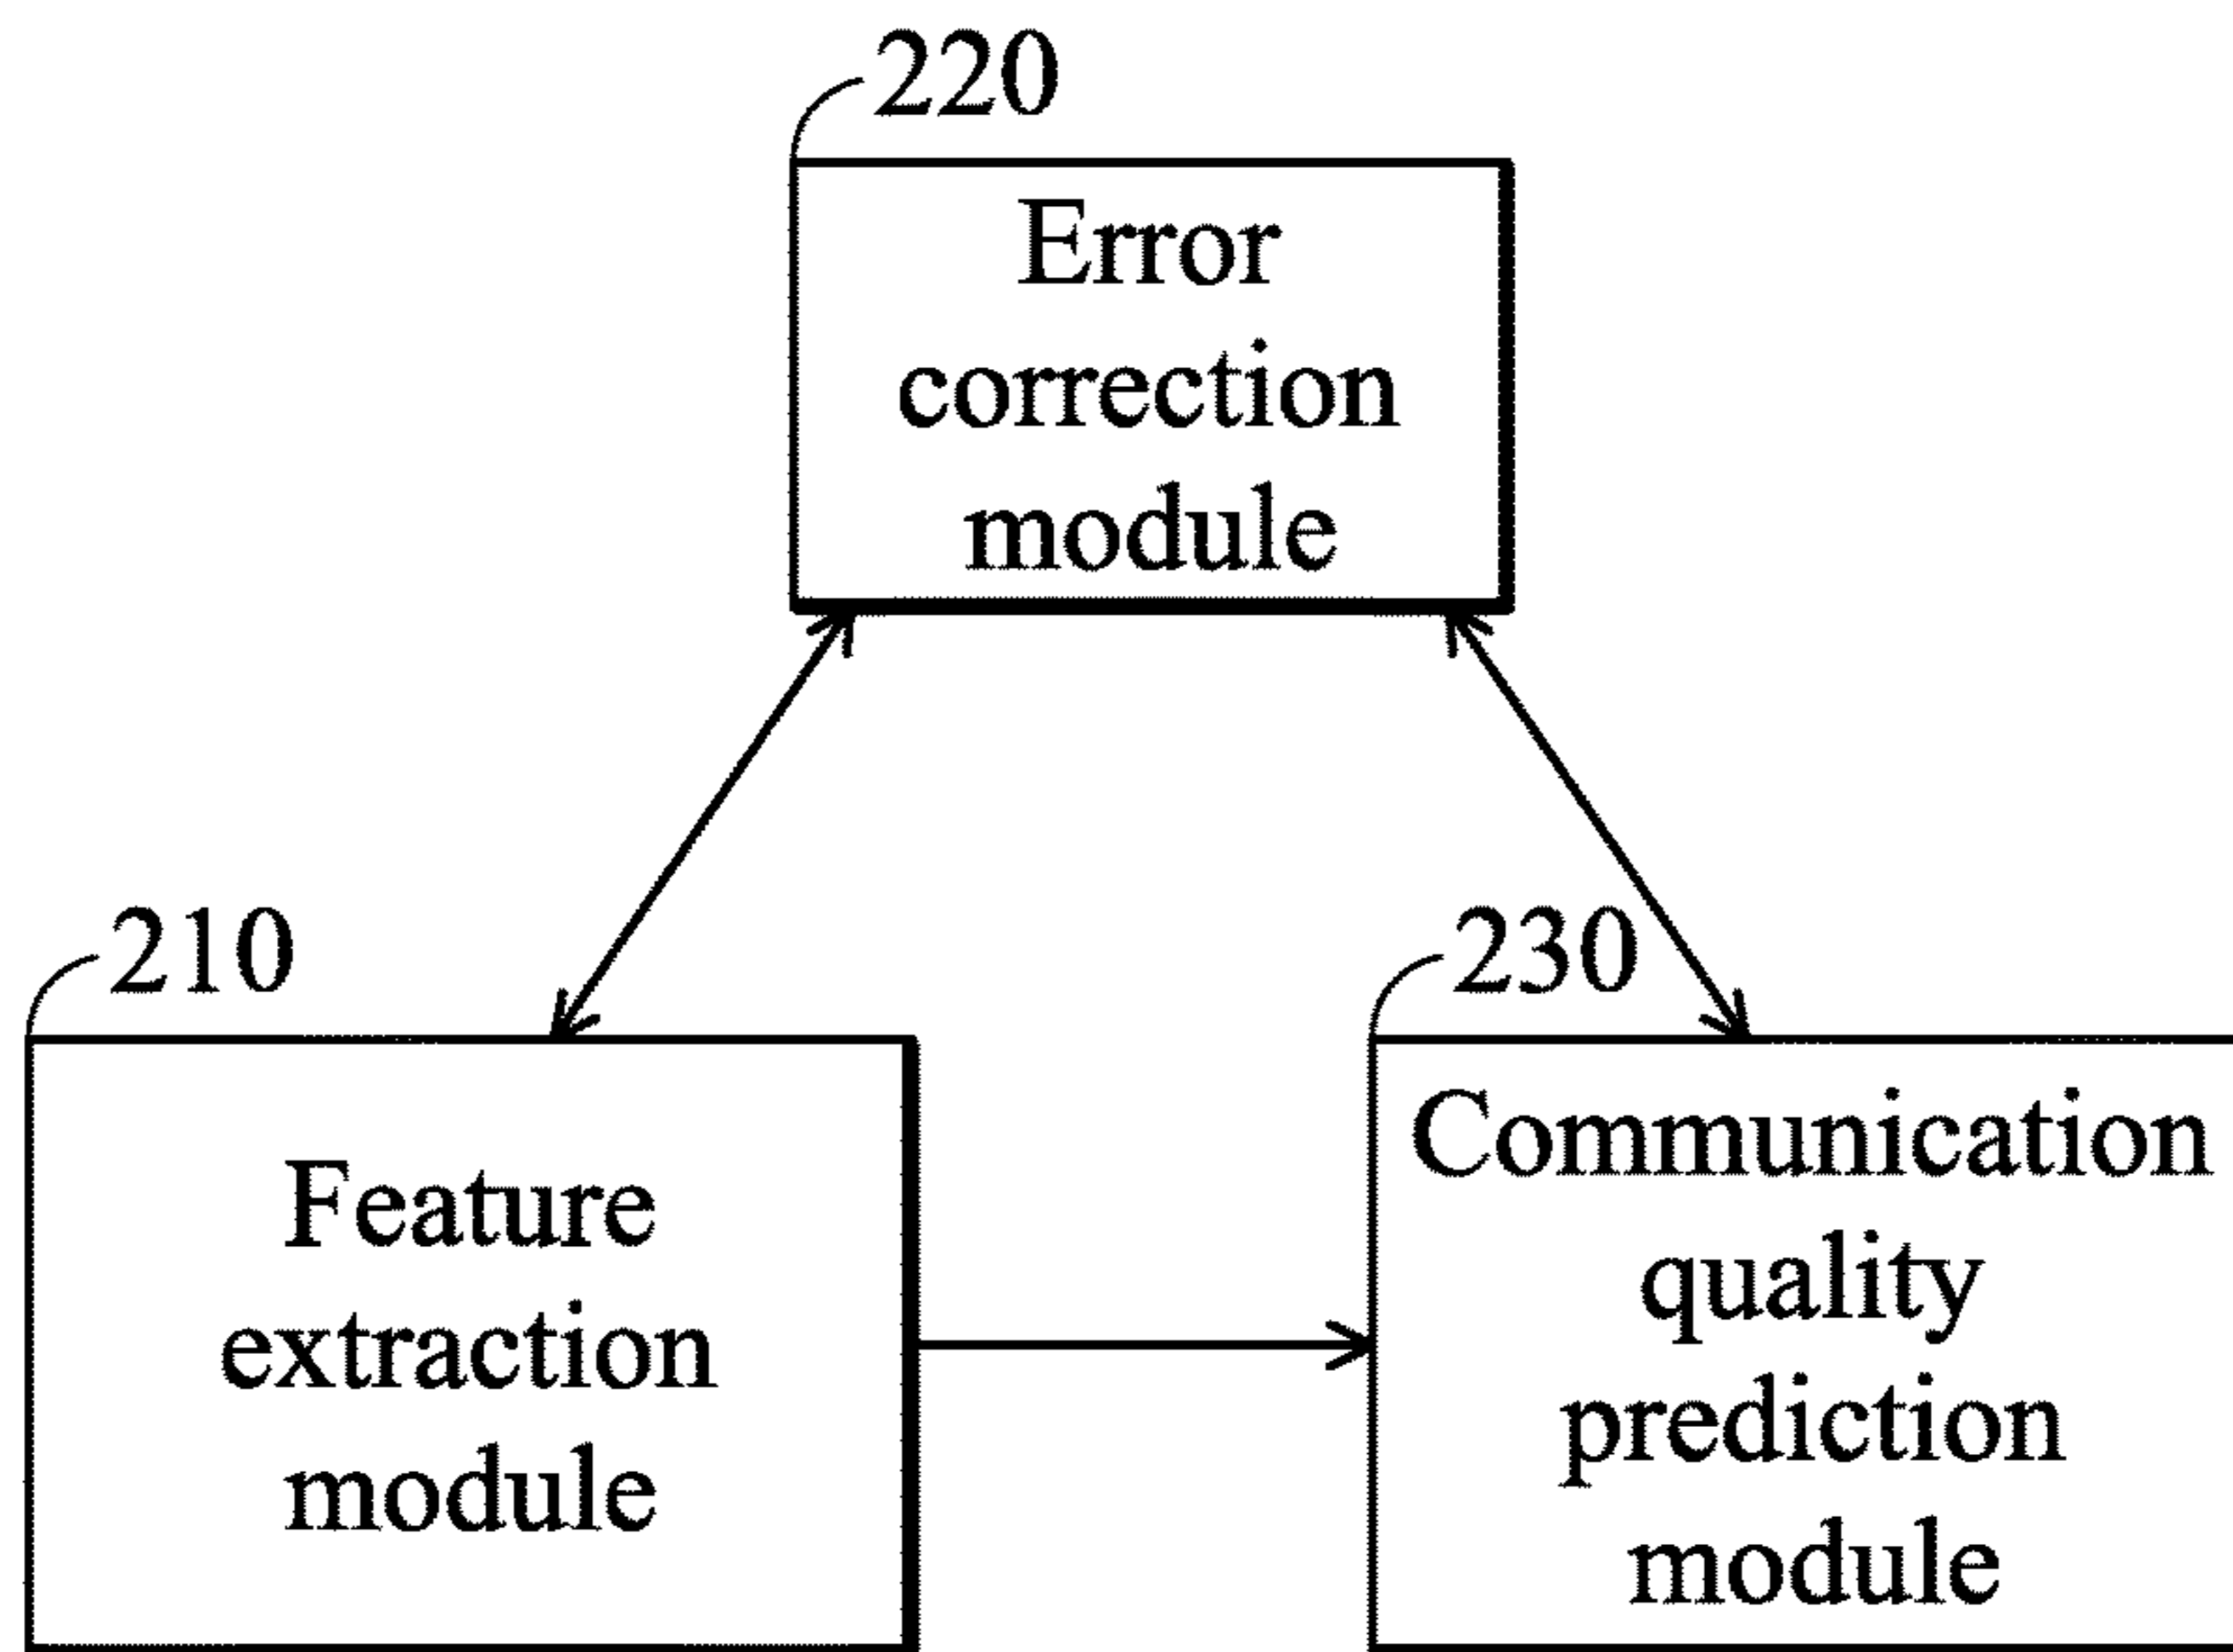 220
Error
correction
module
210
Feature
extraction
module
230
Communication
quality
prediction
module